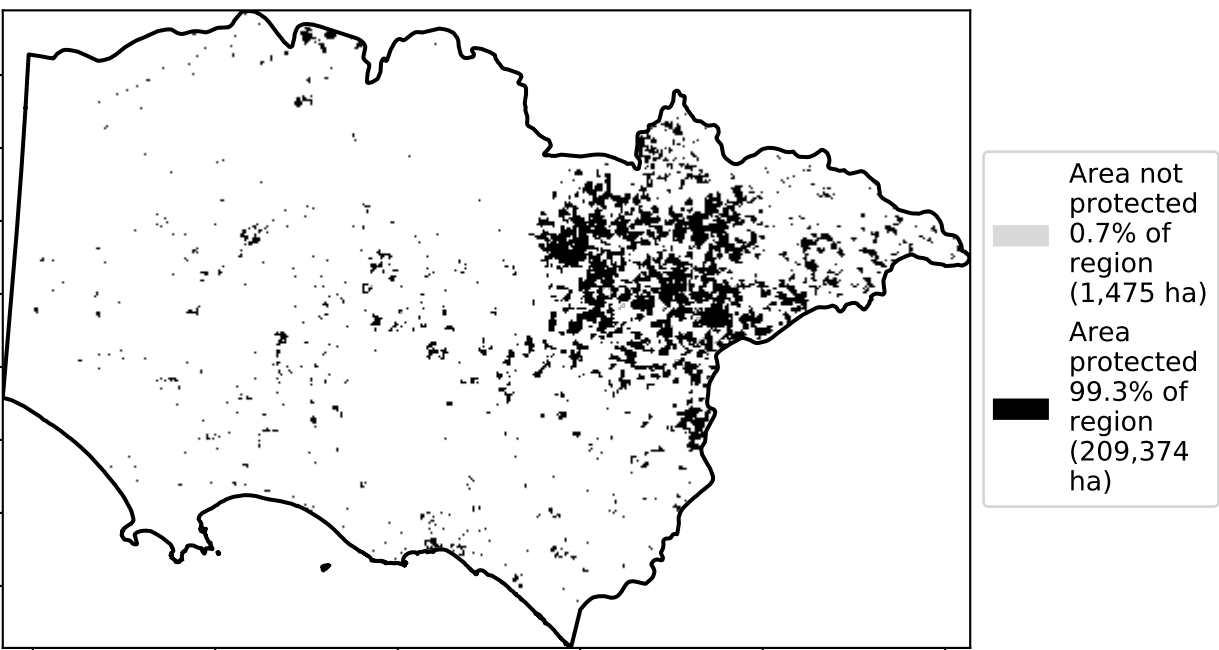 Area not
protected
0.7% of
region
(1,475 ha)
Area
protected
99.3% of
region
(209,374
ha)